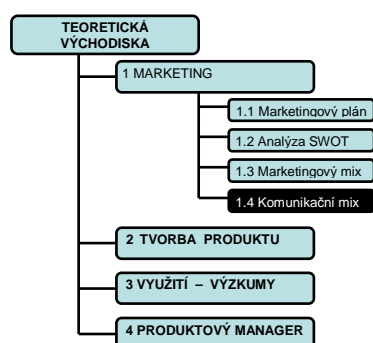 TEORETICKÁ
VÝCHODISKA
1 MARKETING
1.1 Marketingový plán
1.2 Analýza SWOT
1.3 Marketingový mix
1.4 Komunikační mix
2 TVORBA PRODUKTU
3 VYUŽITÍ – VÝZKUMY
4 PRODUKTOVÝ MANAGER